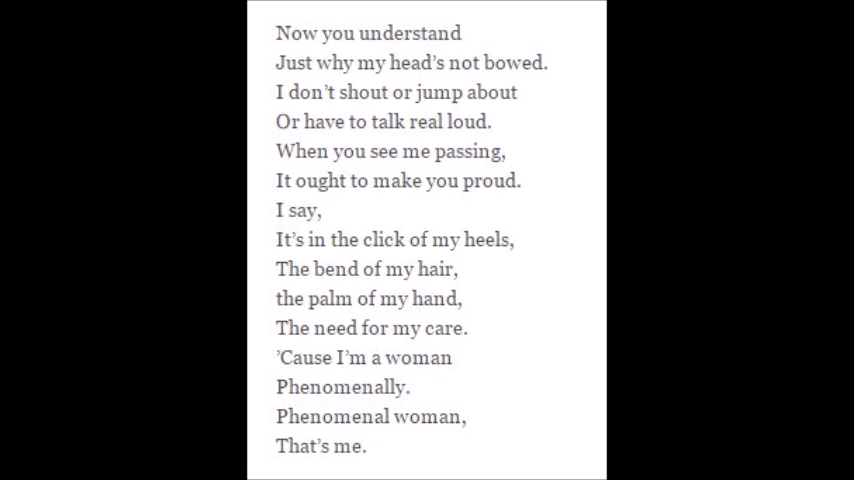 Now you understand
Just why my head’s not bowed.
I don’t shout or jump about
Or have to talk real loud.
When you see me passing,
It ought to make you proud.
I say,
It’s in the click of my heels,
The bend of my hair,
the palm of my hand,
The need for my care.
’Cause I’m a woman
Phenomenally.
Phenomenal woman,
That’s me.